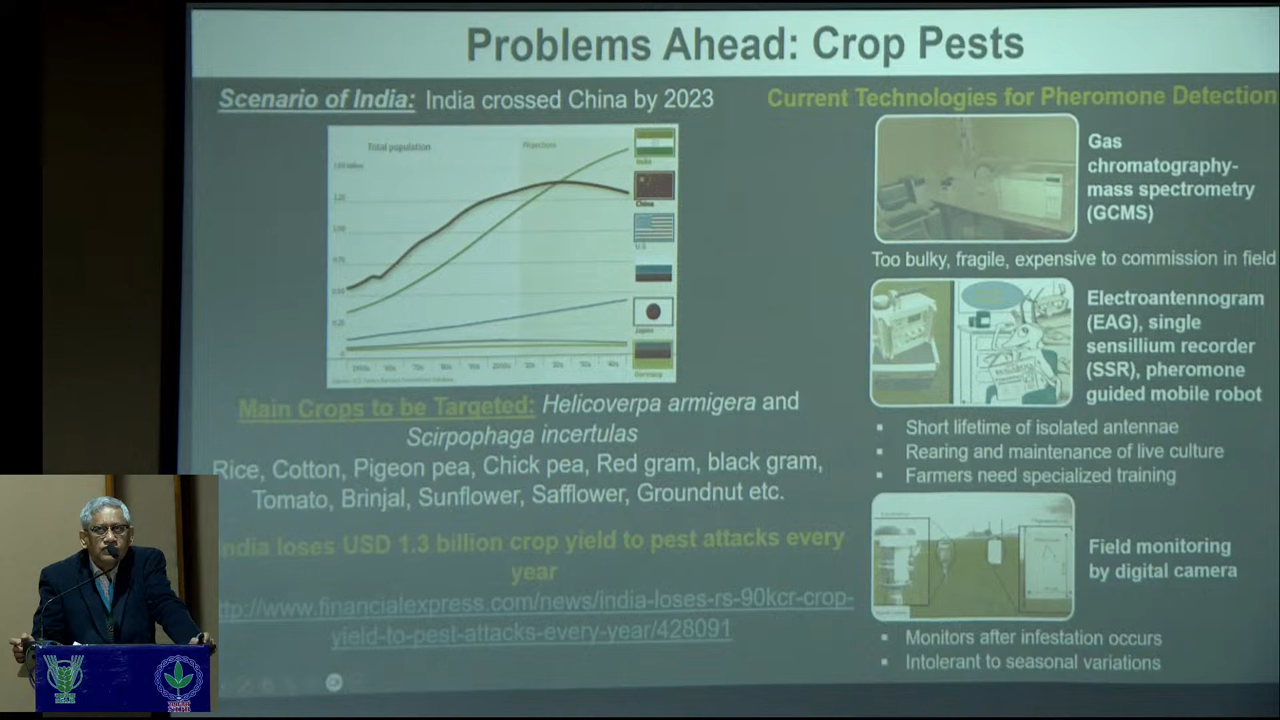 Problems Ahead: Crop Pests
Scenario of India: India crossed China by 2023
Total population
Projections
India
China
U.S.
Japan
Germany
Main Crops to be Targeted: Helicoverpa armigera and
Scirpophaga incertulas
Rice, Cotton, Pigeon pea, Chick pea, Red gram, black gram,
Tomato, Brinjal, Sunflower, Safflower, Groundnut etc.
ndia loses USD 1.3 billion crop yield to pest attacks every
year
ttp://www.financialexpress.com/news/india-loses-rs-90kcr-crop-
yield-to-pest-attacks-every-year/428091
Current Technologies for Pheromone Detection
Gas
chromatography-
mass spectrometry
(GCMS)
Too bulky, fragile, expensive to commission in field
Electroantennogram
(EAG), single
sensillium recorder
(SSR), pheromone
guided mobile robot
Short lifetime of isolated antennae
Rearing and maintenance of live culture
Farmers need specialized training
Field monitoring
by digital camera
Monitors after infestation occurs
Intolerant to seasonal variations